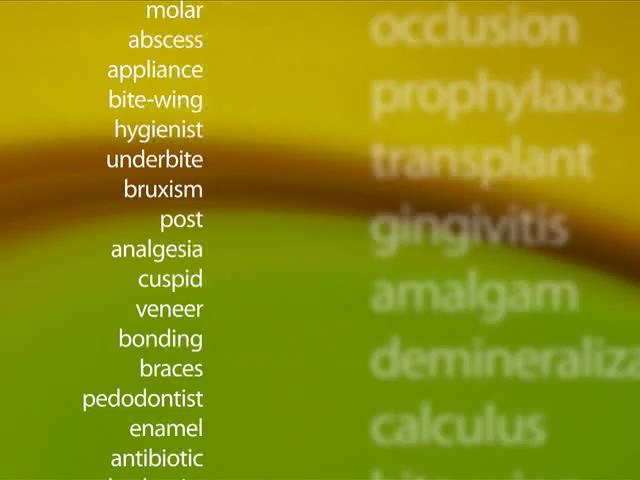 molar
abscess
appliance
bite-wing
hygienist
underbite
bruxism
post
analgesia
cuspid
veneer
bonding
braces
pedodontist
enamel
antibiotic
occlusion
prophylaxis
transplant
gingivitis
amalgam
demineraliza
calculus